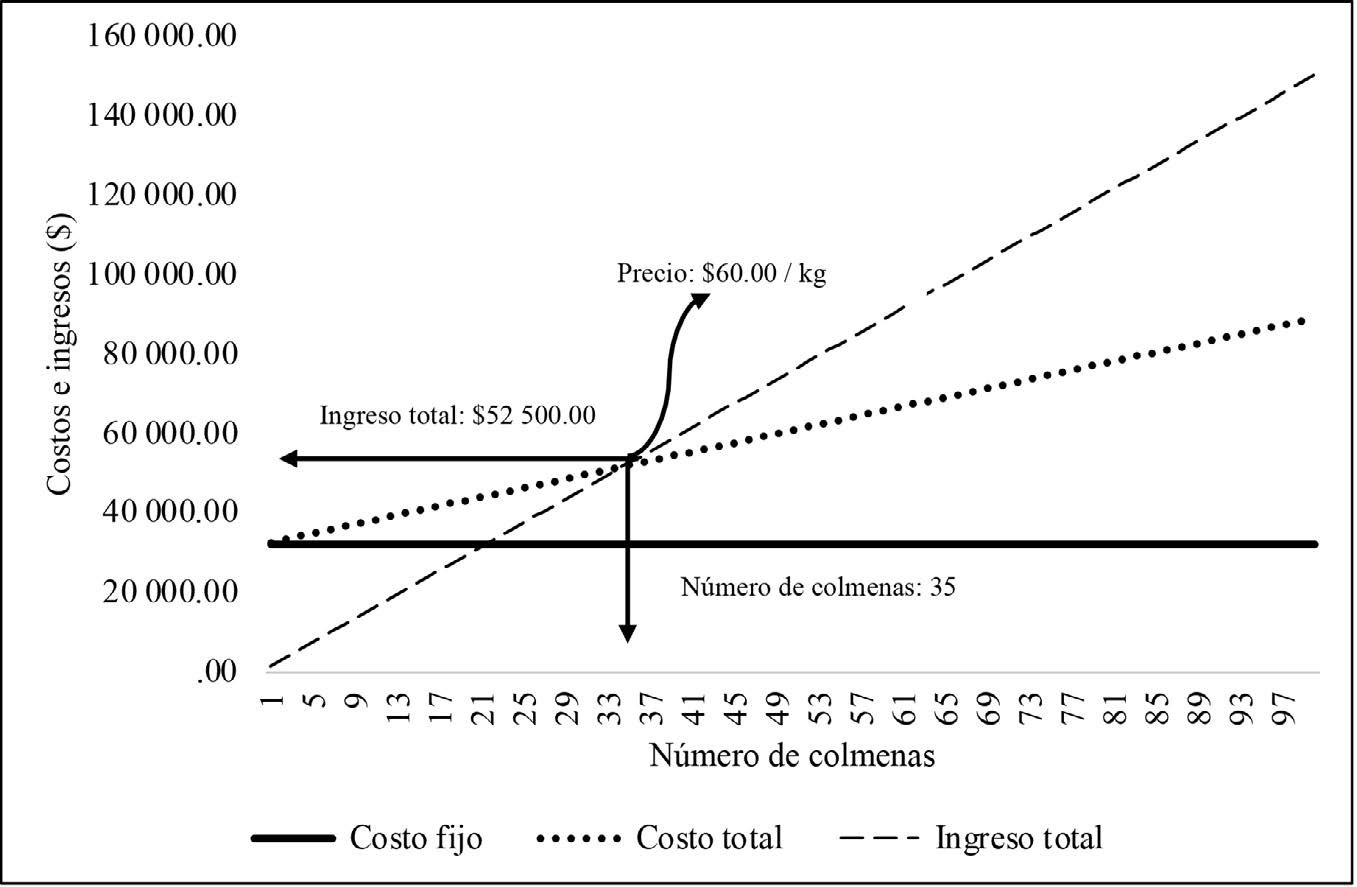 160 000.00
140 000.00
120 000.00
100 000.00
80 000.00
60 000.00
40 000.00
20 000.00
.00
Costos e ingresos ($)
Precio: $60.00 / kg
Ingreso total: $52 500.00
Número de colmenas: 35
1 5 9 13 17 21 25 29 33 37 41 45 49 53 57 61 65 69 73 77 81 85 89 93 97
Número de colmenas
Costo fijo Costo total Ingreso total